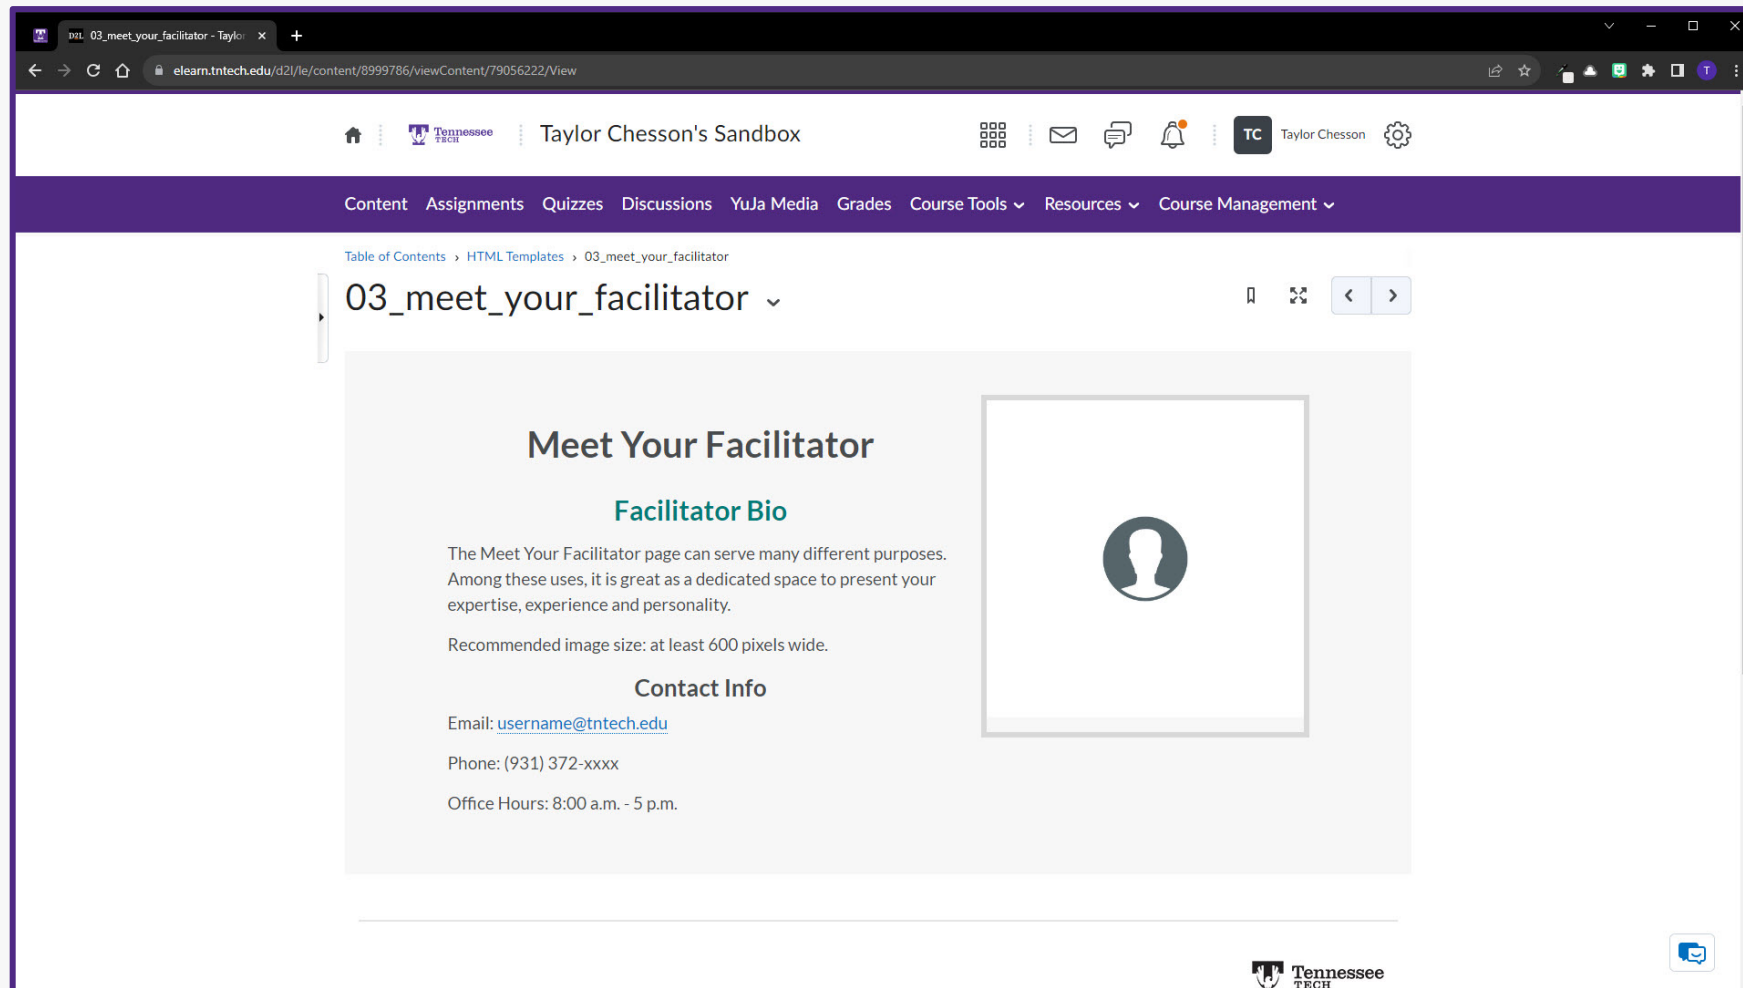 D2L 03_meet_your_facilitator - Taylor
elearn.tntech.edu/d2l/le/content/8999786/viewContent/79056222/View
T
Tennessee TECH
Taylor Chesson's Sandbox
TC Taylor Chesson
Content Assignments Quizzes Discussions YuJa Media Grades Course Tools Resources Course Management
Table of Contents › HTML Templates › 03_meet_your_facilitator
03_meet_your_facilitator
Meet Your Facilitator
Facilitator Bio
The Meet Your Facilitator page can serve many different purposes.
Among these uses, it is great as a dedicated space to present your
expertise, experience and personality.
Recommended image size: at least 600 pixels wide.
Contact Info
Email: username@tntech.edu
Phone: (931) 372-xxxx
Office Hours: 8:00 a.m. - 5 p.m.
Tennessee
TECH